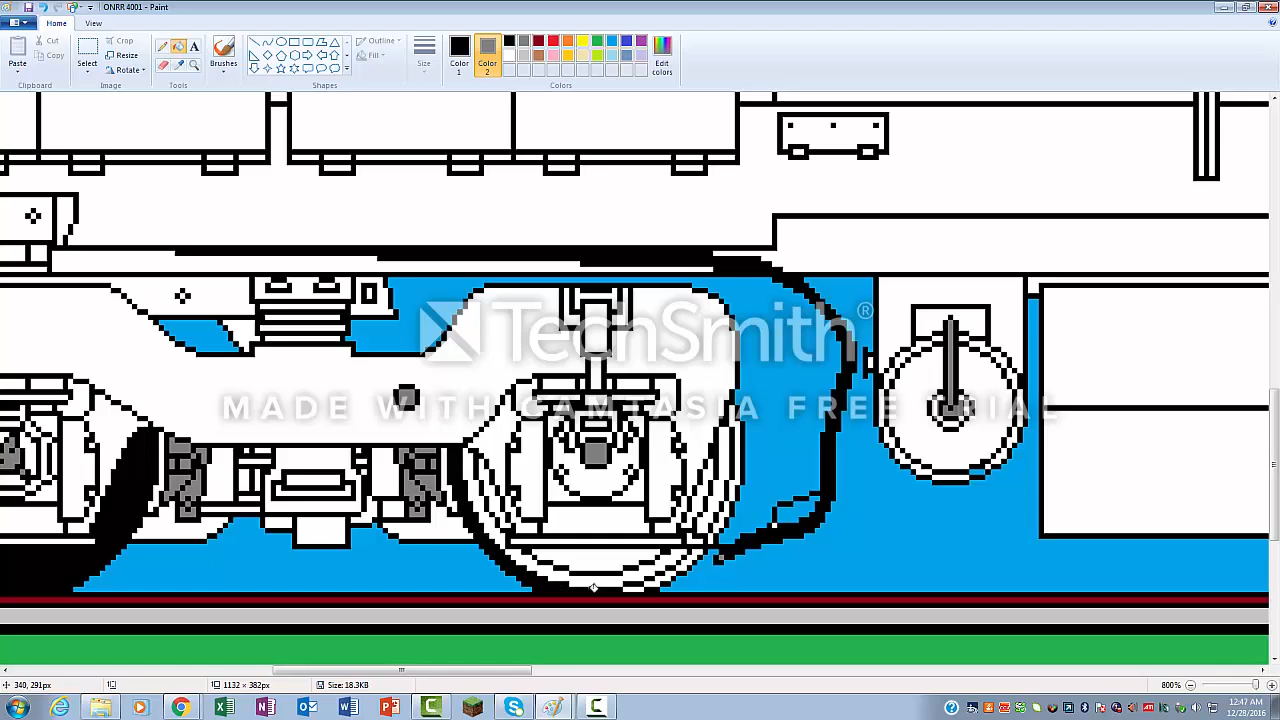 ONRR 4001 - Paint
Home View
Paste
Cut
Copy
Select
Crop
Resize
Rotate
A
Brushes
Outline
Fill
Size
Color 1
Color 2
Edit colors
Clipboard Image Tools Shapes Colors
TechSmith®
MADE WITH CAMTASIA FREE TRIAL
340, 291px 1132 × 382px Size: 18.3KB 800%
12:47 AM
12/28/2016